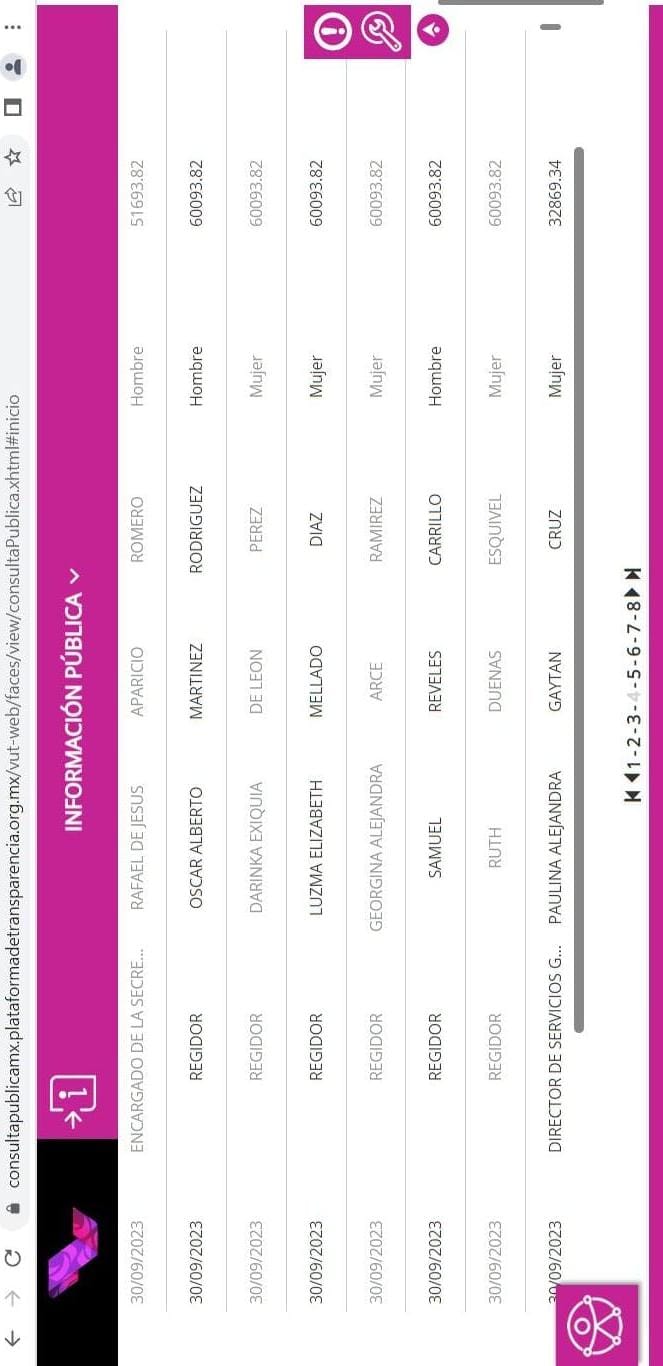 consultapublicamx.plataformadetransparencia.org.mx/vut-web/faces/view/consultaPublica.xhtml#inicio
INFORMACIÓN PÚBLICA
30/09/2023 ENCARGADO DE LA SECRE... RAFAEL DE JESUS APARICIO ROMERO Hombre 51693.82
30/09/2023 REGIDOR OSCAR ALBERTO MARTINEZ RODRIGUEZ Hombre 60093.82
30/09/2023 REGIDOR DARINKA EXIQUIA DE LEON PEREZ Mujer 60093.82
30/09/2023 REGIDOR LUZMA ELIZABETH MELLADO DIAZ Mujer 60093.82
30/09/2023 REGIDOR GEORGINA ALEJANDRA ARCE RAMIREZ Mujer 60093.82
30/09/2023 REGIDOR SAMUEL REVELES CARRILLO Hombre 60093.82
30/09/2023 REGIDOR RUTH DUENAS ESQUIVEL Mujer 60093.82
30/09/2023 DIRECTOR DE SERVICIOS G... PAULINA ALEJANDRA GAYTAN CRUZ Mujer 32869.34
1-2-3-4-5-6-7-8